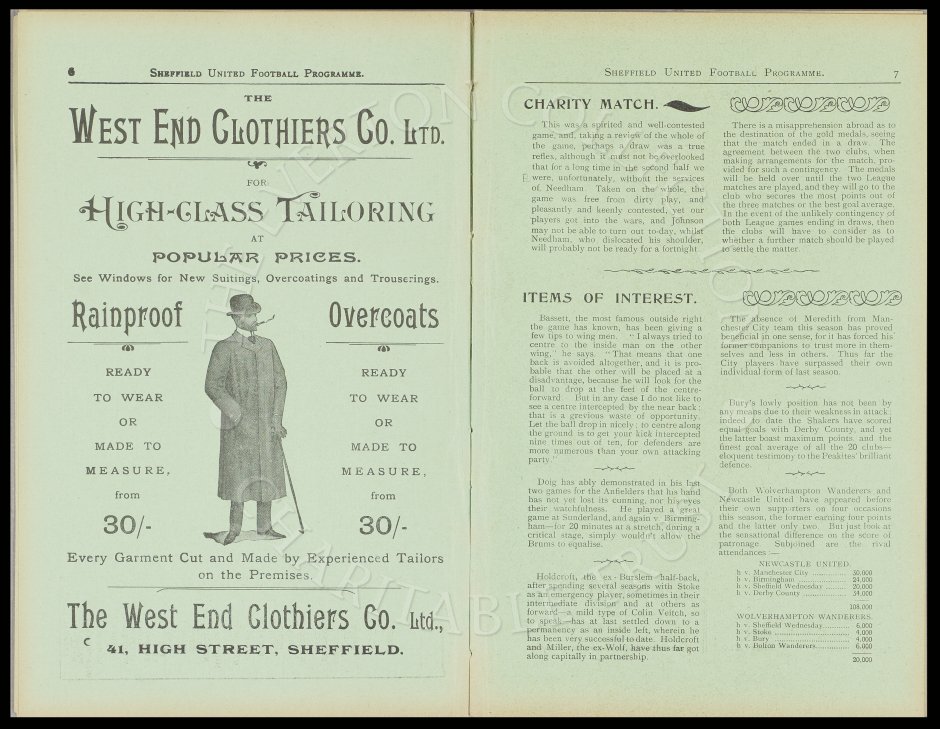 6
SHEFFIELD UNITED FOOTBALL PROGRAMME.
THE
WEST END CLOTHIERS CO. LTD.
FOR
HIGH-CLASS TAILORING
AT
POPULAR PRICES.
See Windows for New Suitings, Overcoatings and Trouserings.
Rainproof
READY
TO WEAR
OR
MADE TO
MEASURE,
from
30/-
Overcoats
READY
TO WEAR
OR
MADE TO
MEASURE,
from
30/-
Every Garment Cut and Made by Experienced Tailors
on the Premises.
The West End Clothiers Co. Ltd.,
41, HIGH STREET, SHEFFIELD.
SHEFFIELD UNITED FOOTBALL PROGRAMME.
7
CHARITY MATCH.
This was a spirited and well-contested
game, and, taking a review of the whole of
the game, perhaps a draw was a true
reflex, although it must not be overlooked
that for a long time in the second half we
were, unfortunately, without the services
of Needham. Taken on the whole, the
game was free from dirty play, and
pleasantly and keenly contested, yet our
players got into the wars, and Johnson
may not be able to turn out to-day, whilst
Needham, who dislocated his shoulder,
will probably not be ready for a fortnight.
There is a misapprehension abroad as to
the destination of the gold medals, seeing
that the match ended in a draw. The
agreement between the two clubs, when
making arrangements for the match, pro-
vided for such a contingency. The medals
will be held over until the two League
matches are played, and they will go to the
club who secures the most points out of
the three matches or the best goal average.
In the event of the unlikely contingency of
both League games ending in draws, then
the clubs will have to consider as to
whether a further match should be played
to settle the matter.
ITEMS OF INTEREST.
Bassett, the most famous outside right
the game has known, has been giving a
few tips to wing men. "I always tried to
centre to the inside man on the other
wing," he says. "That means that one
back is avoided altogether, and it is pro-
bable that the other will be placed at a
disadvantage, because he will look for the
ball to drop at the feet of the centre-
forward. But in any case I do not like to
see a centre intercepted by the near back;
that is a grevious waste of opportunity.
Let the ball drop in nicely; to centre along
the ground is to get your kick intercepted
nine times out of ten, for defenders are
more numerous than your own attacking
party."
Doig has ably demonstrated in his last
two games for the Anfielders that his hand
has not yet lost its cunning, nor his eyes
their watchfulness. He played a great
game at Sunderland, and again v. Birming-
ham—for 20 minutes at a stretch, during a
critical stage, simply wouldn't allow the
Brums to equalise.
Holdcroft, the ex-Burslem half-back,
after spending several seasons with Stoke
as an emergency player, sometimes in their
intermediate division and at others as
forward—a mild type of Colin Veitch, so
to speak—has at last settled down to a
permanency as an inside left, wherein he
has been very successful to date. Holdcroft
and Miller, the ex-Wolf, have thus far got
along capitally in partnership.
The absence of Meredith from Man-
chester City team this season has proved
beneficial in one sense, for it has forced his
former companions to trust more in them-
selves and less in others. Thus far the
City players have surpassed their own
individual form of last season.
Bury's lowly position has not been by
any means due to their weakness in attack;
indeed to date the Shakers have scored
equal goals with Derby County, and yet
the latter boast maximum points, and the
finest goal average of all the 20 clubs—
eloquent testimony to the Peakites' brilliant
defence.
Both Wolverhampton Wanderers and
Newcastle United have appeared before
their own supporters on four occasions
this season, the former earning four points
and the latter only two. But just look at
the sensational difference on the score of
patronage. Subjoined are the rival
attendances :—
NEWCASTLE UNITED.
h v. Manchester City ............ 30,000
h v. Birmingham ............ 24,000
h v. Sheffield Wednesday ............ 20,000
h v. Derby County ............ 34,000
108,000
WOLVERHAMPTON WANDERERS.
h v. Sheffield Wednesday ............ 6,000
h v. Stoke ............ 4,000
h v. Bury ............ 4,000
h v. Bolton Wanderers ............ 6,000
20,000